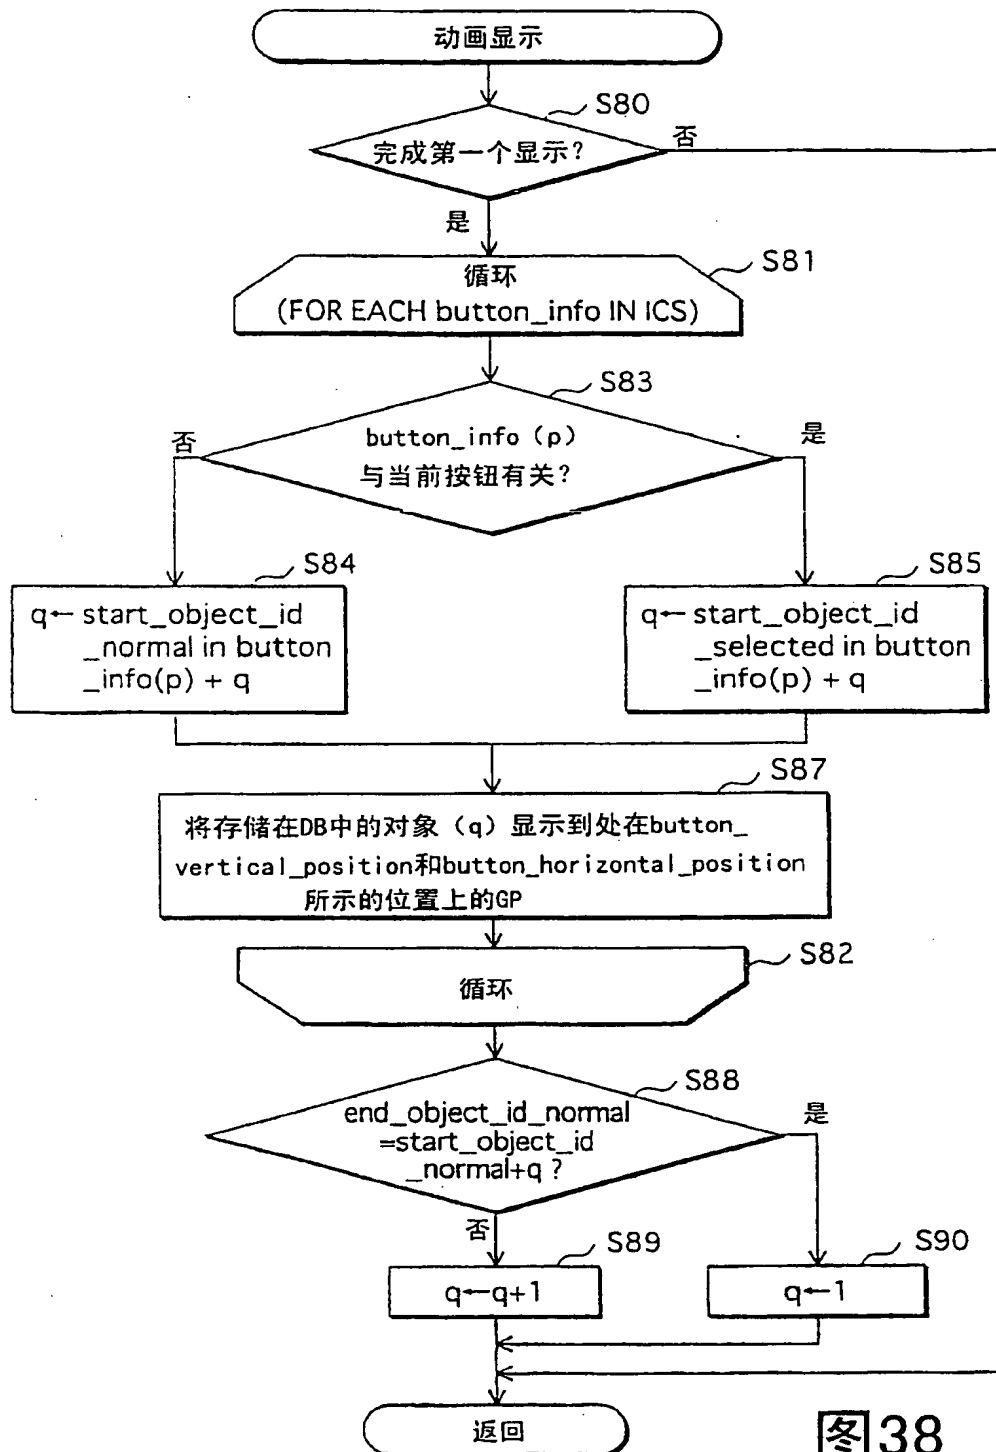 动画显示
S80
完成第一个显示?
否
是
S81
循环
(FOR EACH button_info IN ICS)
S83
button_info (p)
与当前按钮有关?
否
是
S84
q← start_object_id
_normal in button
_info(p) + q
S85
q← start_object_id
_selected in button
_info(p) + q
S87
将存储在DB中的对象 (q) 显示到处在button_
vertical_position和button_horizontal_position
所示的位置上的GP
S82
循环
S88
end_object_id_normal
=start_object_id
_normal+q ?
是
否
S89
q←q+1
S90
q←1
返回
图38